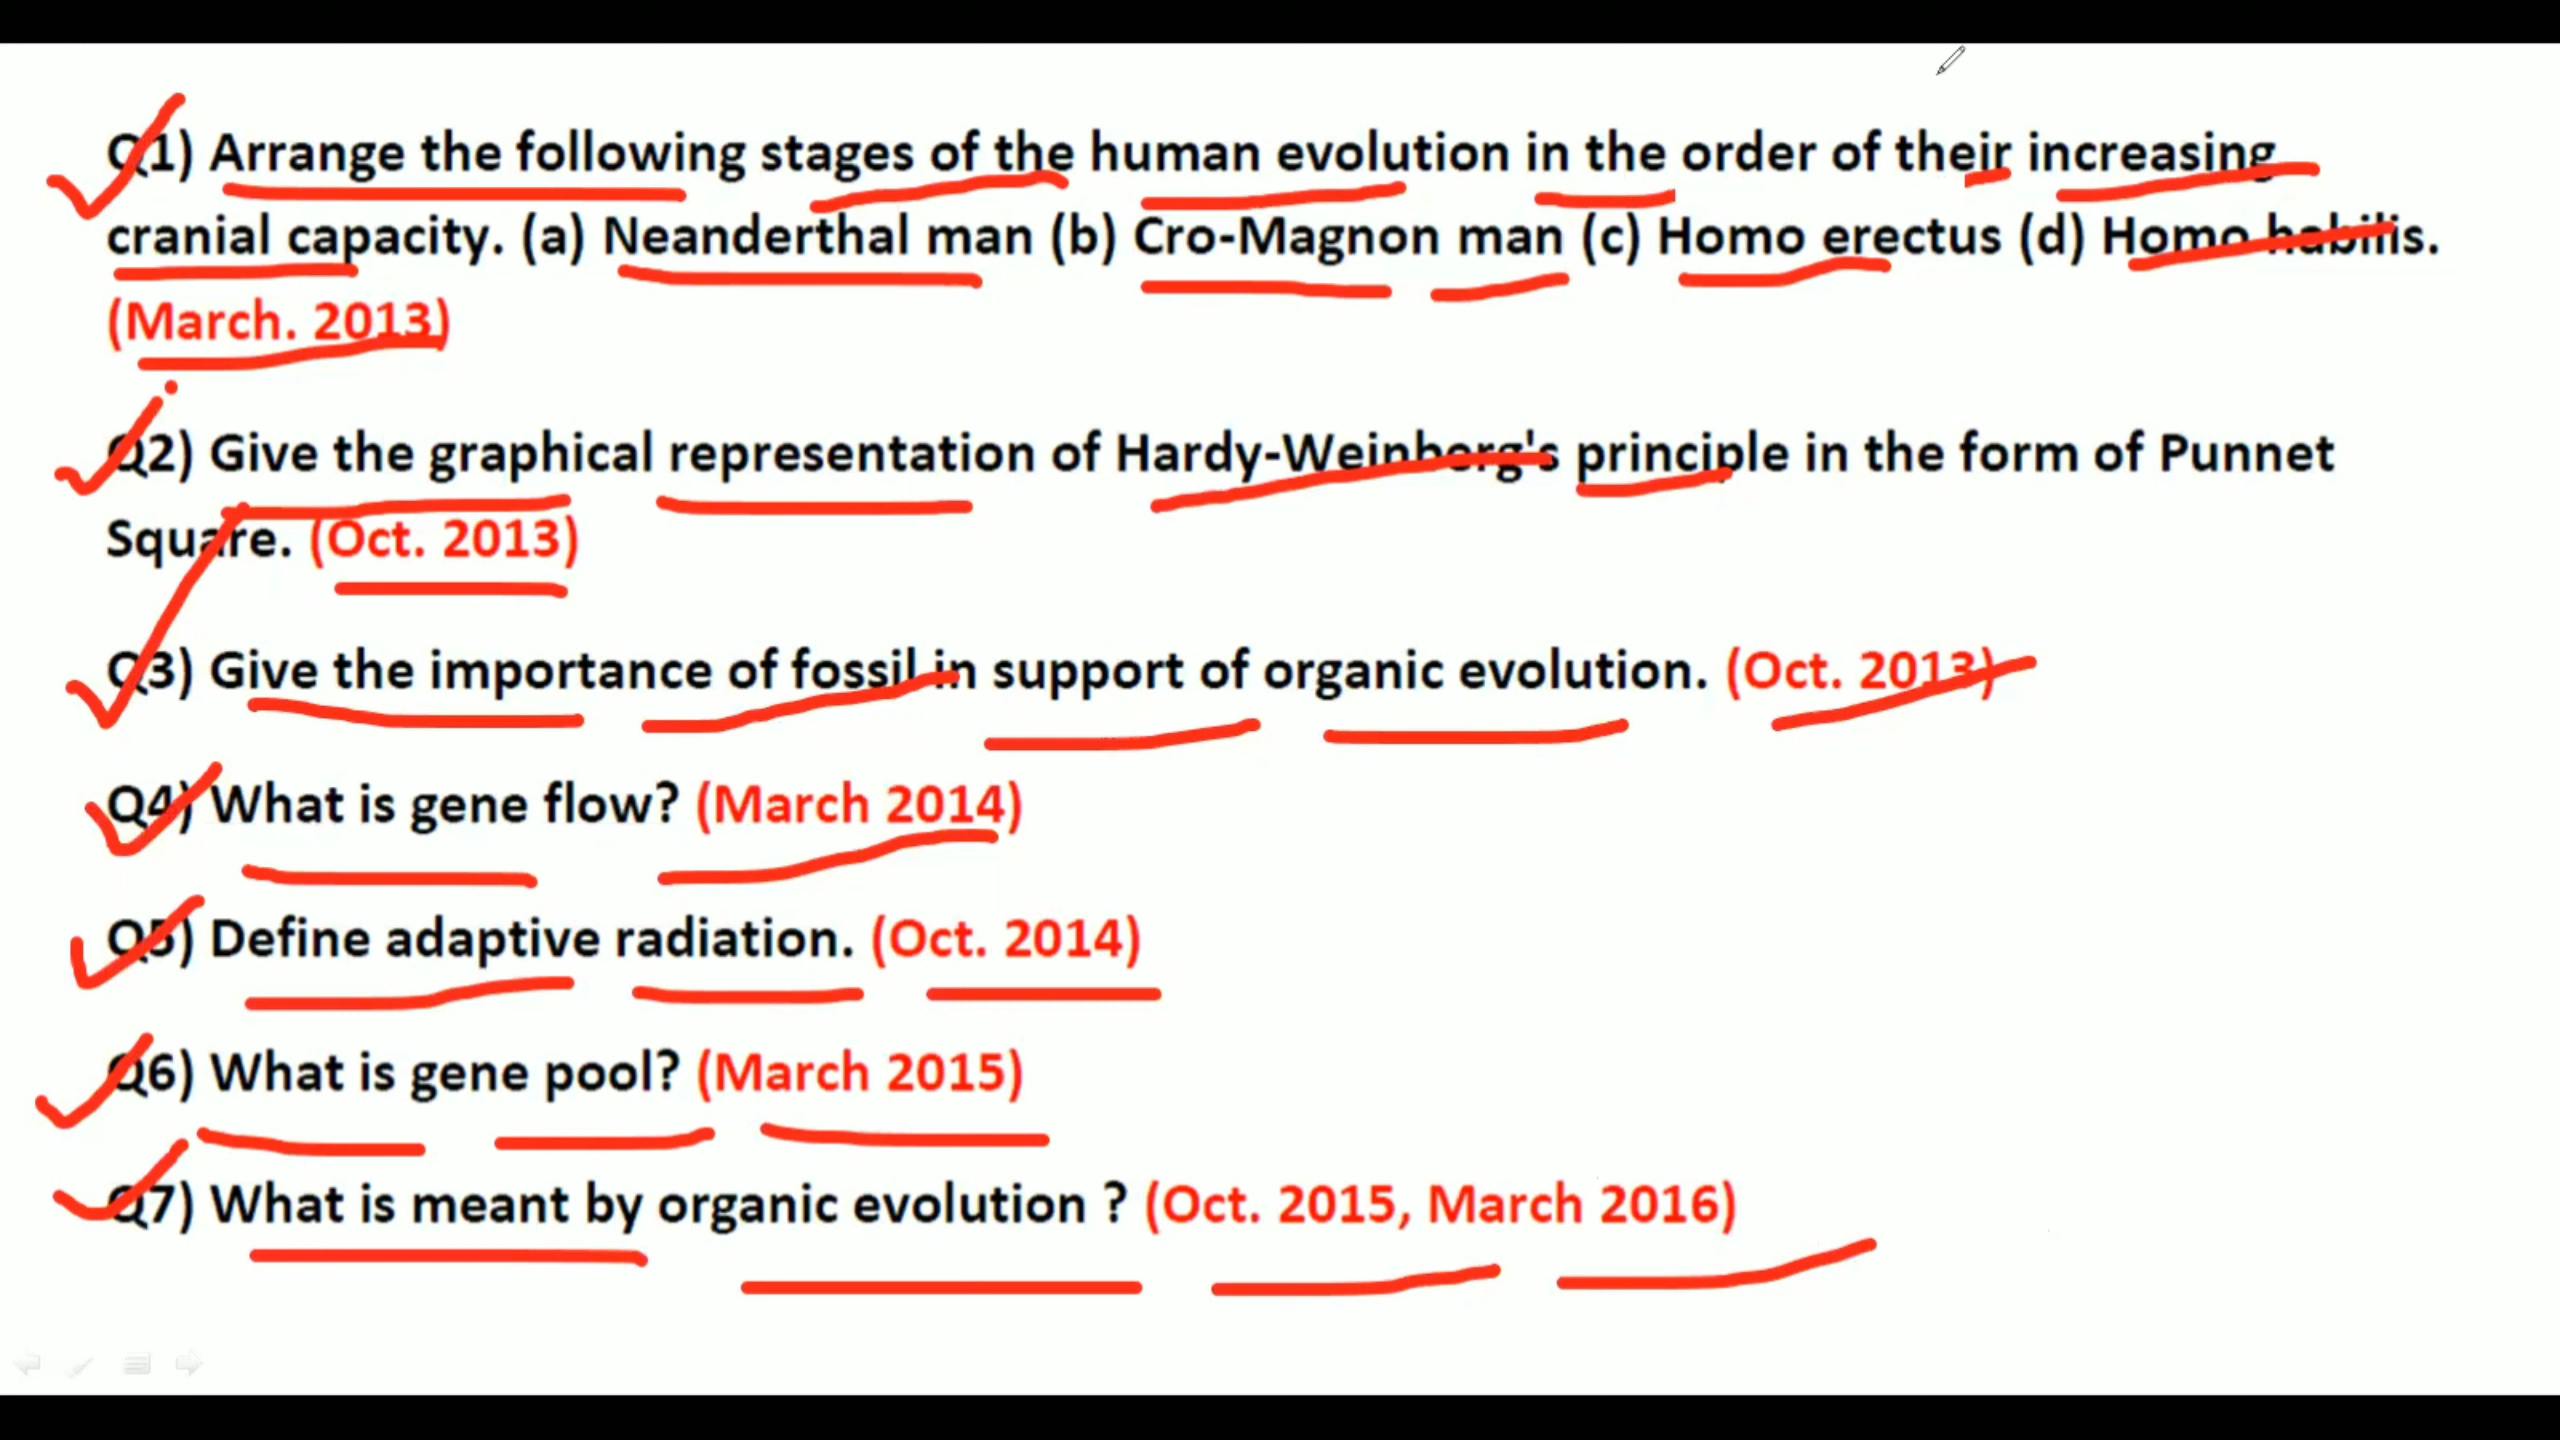 Q1) Arrange the following stages of the human evolution in the order of their increasing
cranial capacity. (a) Neanderthal man (b) Cro-Magnon man (c) Homo erectus (d) Homo habilis.
(March. 2013)
Q2) Give the graphical representation of Hardy-Weinberg's principle in the form of Punnet
Square. (Oct. 2013)
Q3) Give the importance of fossil in support of organic evolution. (Oct. 2013)
Q4) What is gene flow? (March 2014)
Q5) Define adaptive radiation. (Oct. 2014)
Q6) What is gene pool? (March 2015)
Q7) What is meant by organic evolution ? (Oct. 2015, March 2016)